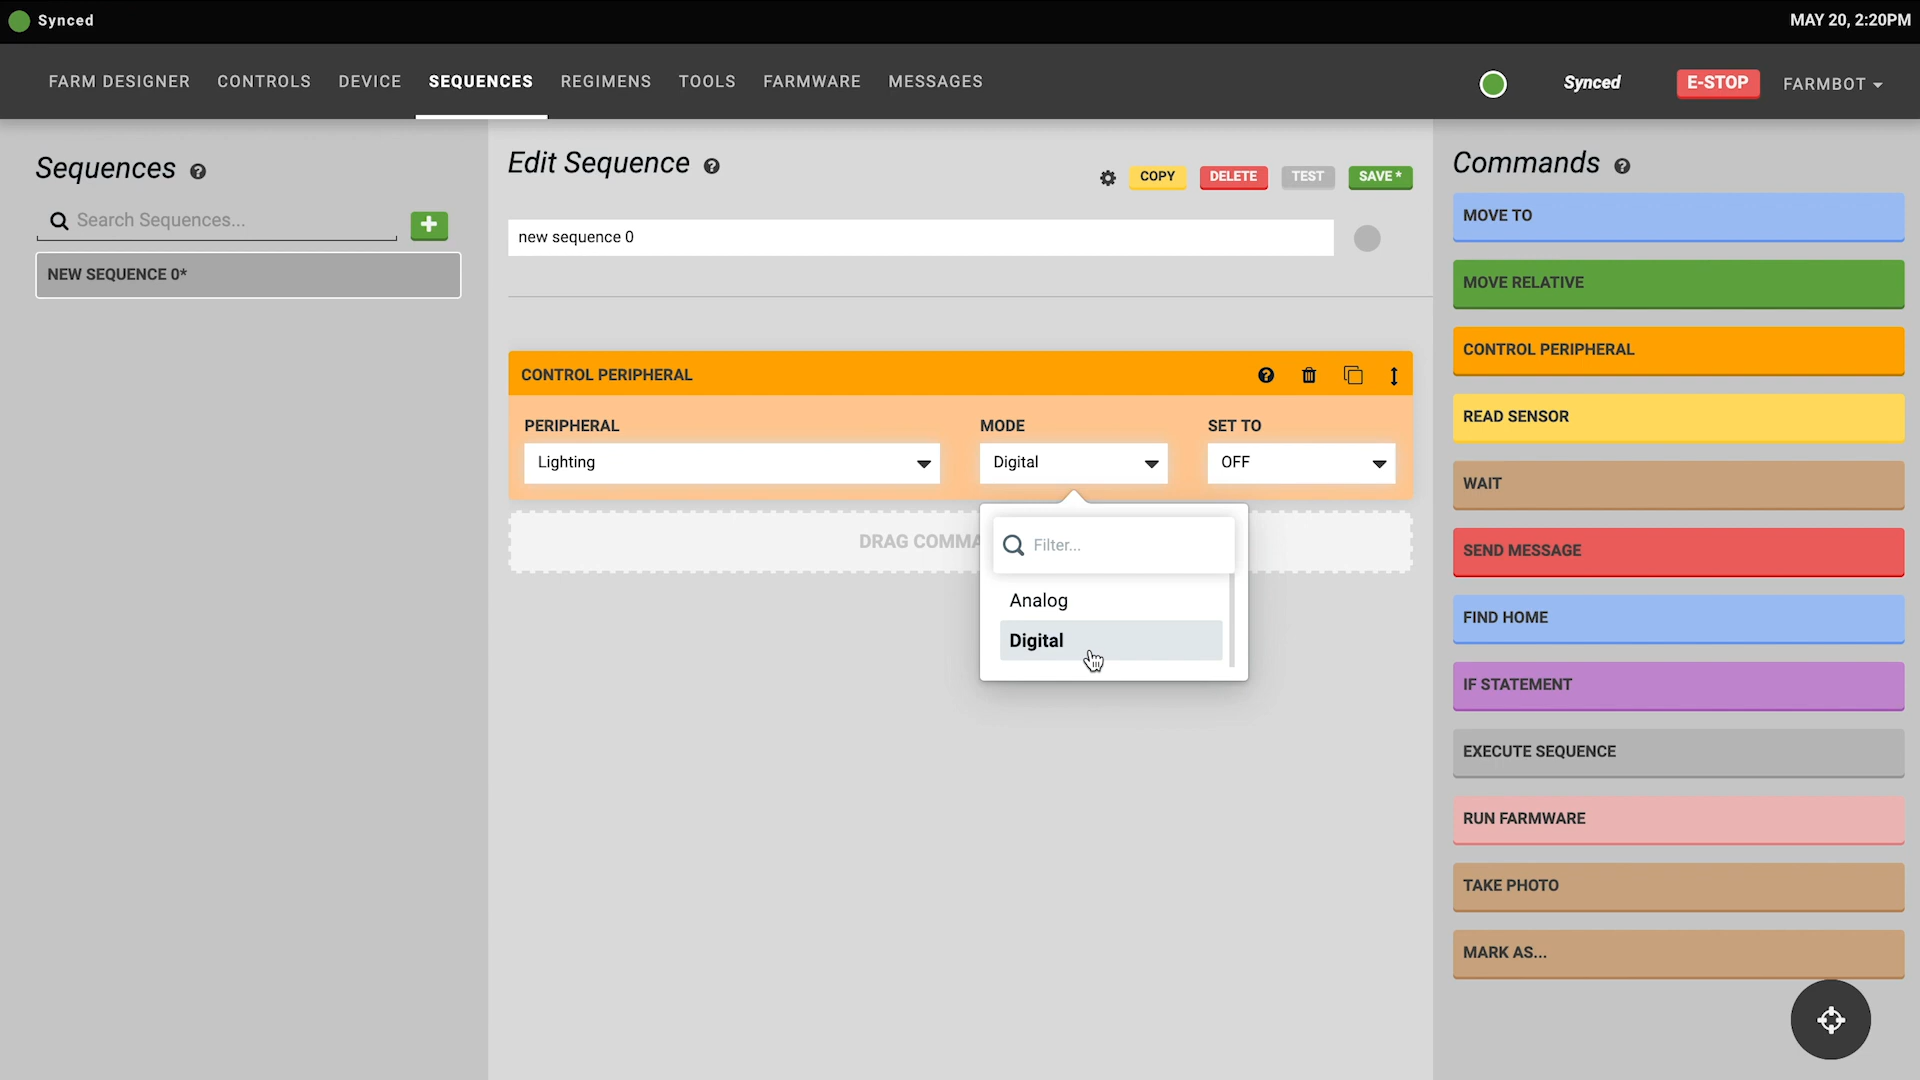 Synced
MAY 20, 2:20PM
FARM DESIGNER CONTROLS DEVICE SEQUENCES REGIMENS TOOLS FARMWARE MESSAGES
Synced
E-STOP
FARMBOT
Sequences
Search Sequences...
NEW SEQUENCE 0*
Edit Sequence
COPY DELETE TEST SAVE *
new sequence 0
CONTROL PERIPHERAL
PERIPHERAL MODE SET TO
Lighting Digital OFF
DRAG COMMA
Filter...
Analog
Digital
Commands
MOVE TO
MOVE RELATIVE
CONTROL PERIPHERAL
READ SENSOR
WAIT
SEND MESSAGE
FIND HOME
IF STATEMENT
EXECUTE SEQUENCE
RUN FARMWARE
TAKE PHOTO
MARK AS...